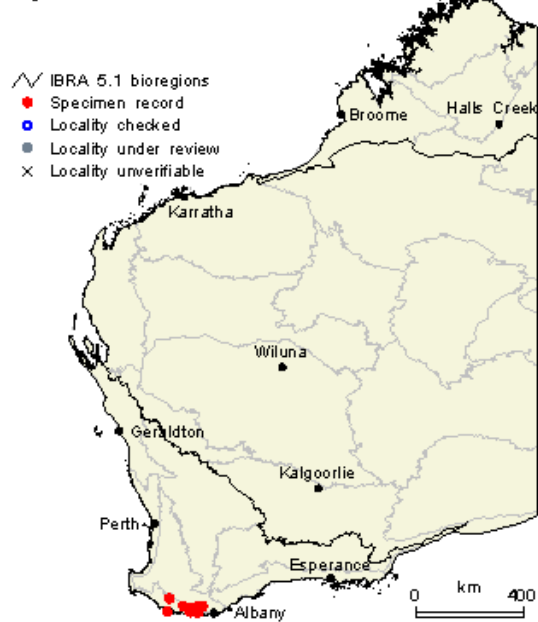 IBRA 5.1 bioregions
Specimen record
Locality checked
Locality under review
Locality unverifiable
Broome
Halls Creek
Karratha
Wiluna
Geraldton
Kalgoorlie
Perth
Esperance
Albany
km
0 400